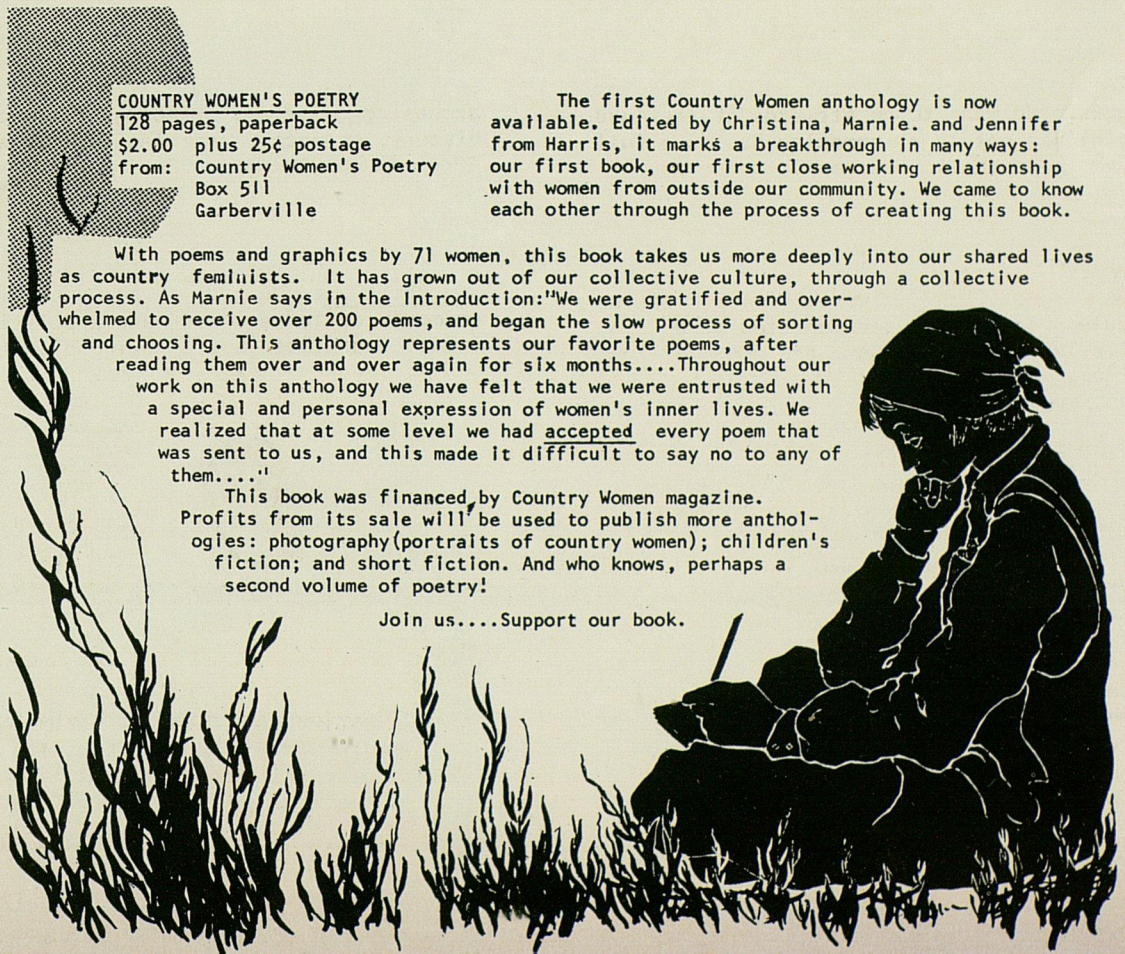 COUNTRY WOMEN'S POETRY
128 pages, paperback
$2.00 plus 25¢ postage
from: Country Women's Poetry
Box 511
Garberville
The first Country Women anthology is now
available. Edited by Christina, Marnie. and Jennifer
from Harris, it marks a breakthrough in many ways:
our first book, our first close working relationship
with women from outside our community. We came to know
each other through the process of creating this book.
With poems and graphics by 71 women, this book takes us more deeply into our shared lives
as country feminists. It has grown out of our collective culture, through a collective
process. As Marnie says in the Introduction:"We were gratified and over-
whelmed to receive over 200 poems, and began the slow process of sorting
and choosing. This anthology represents our favorite poems, after
reading them over and over again for six months....Throughout our
work on this anthology we have felt that we were entrusted with
a special and personal expression of women's inner lives. We
realized that at some level we had accepted every poem that
was sent to us, and this made it difficult to say no to any of
them...."
This book was financed by Country Women magazine.
Profits from its sale will be used to publish more anthol-
ogies: photography(portraits of country women); children's
fiction; and short fiction. And who knows, perhaps a
second volume of poetry!
Join us....Support our book.